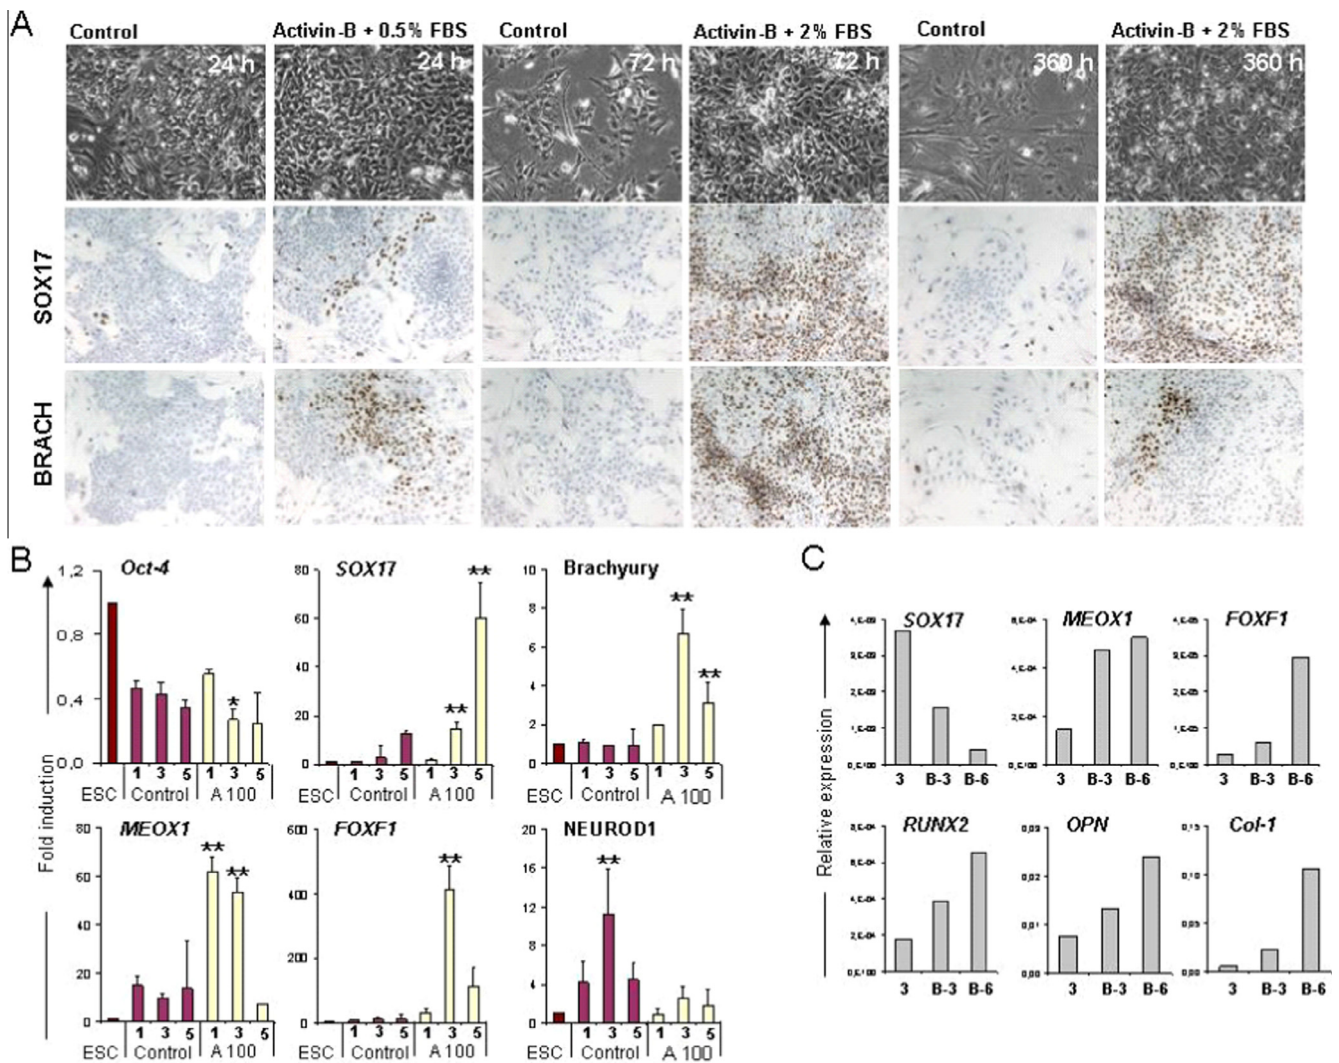 A
Control Activin-B + 0.5% FBS Control Activin-B + 2% FBS Control Activin-B + 2% FBS
24 h 24 h 72 h 72 h 360 h 360 h
SOX17
BRACH
B
Fold induction
Oct-4
1,2
0,8
0,4
0,0
1 3 5 1 3 5
ESC Control A 100
SOX17
80
60
40
20
0
1 3 5 1 3 5
ESC Control A 100
Brachyury
10
8
6
4
2
0
1 3 5 1 3 5
ESC Control A 100
MEOX1
80
60
40
20
0
1 3 5 1 3 5
ESC Control A 100
FOXF1
600
400
200
0
1 3 5 1 3 5
ESC Control A 100
NEUROD1
20
16
12
8
4
0
1 3 5 1 3 5
ESC Control A 100
C
Relative expression
SOX17
3 B-3 B-6
MEOX1
3 B-3 B-6
FOXF1
3 B-3 B-6
RUNX2
3 B-3 B-6
OPN
0,03
0,02
0,01
0,00
3 B-3 B-6
Col-1
0,15
0,10
0,05
0,00
3 B-3 B-6